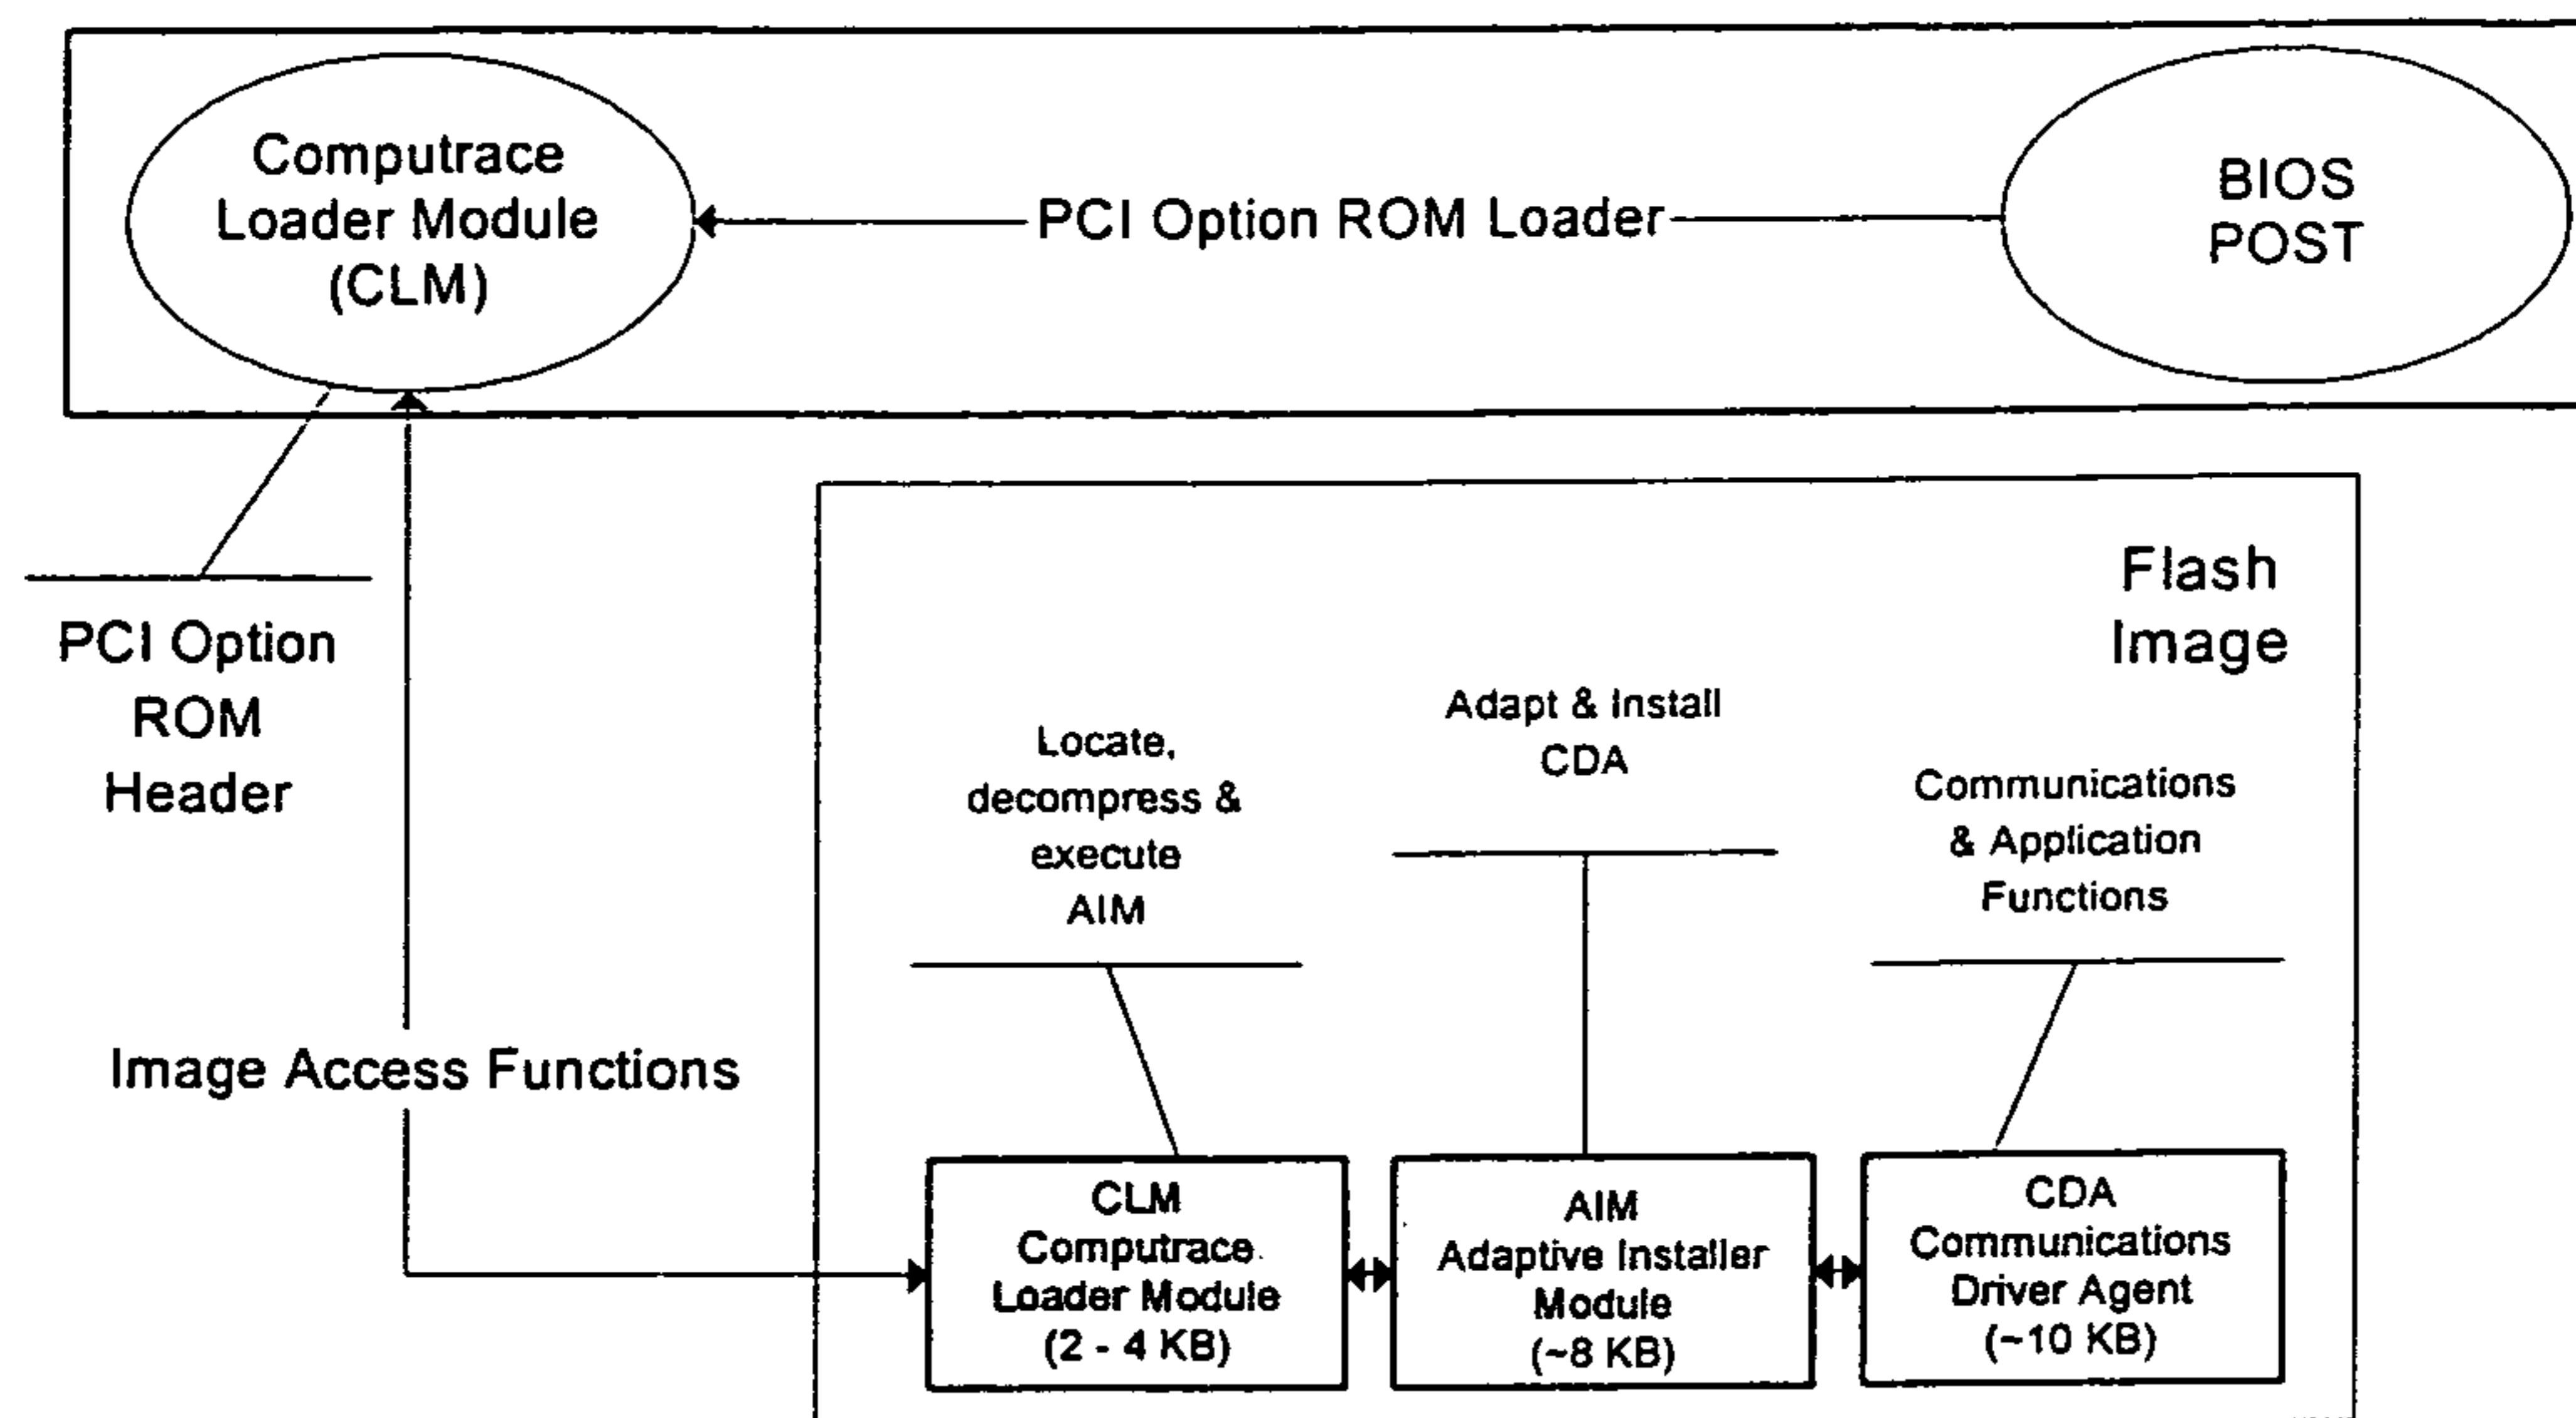 Computrace
Loader Module
(CLM)
PCI Option ROM Loader
BIOS
POST
PCI Option
ROM
Header
Image Access Functions
Flash
Image
Locate,
decompress &
execute
AIM
Adapt & Install
CDA
Communications
& Application
Functions
CLM
Computrace
Loader Module
(2 - 4 KB)
AIM
Adaptive Installer
Module
(~8 KB)
CDA
Communications
Driver Agent
(~10 KB)